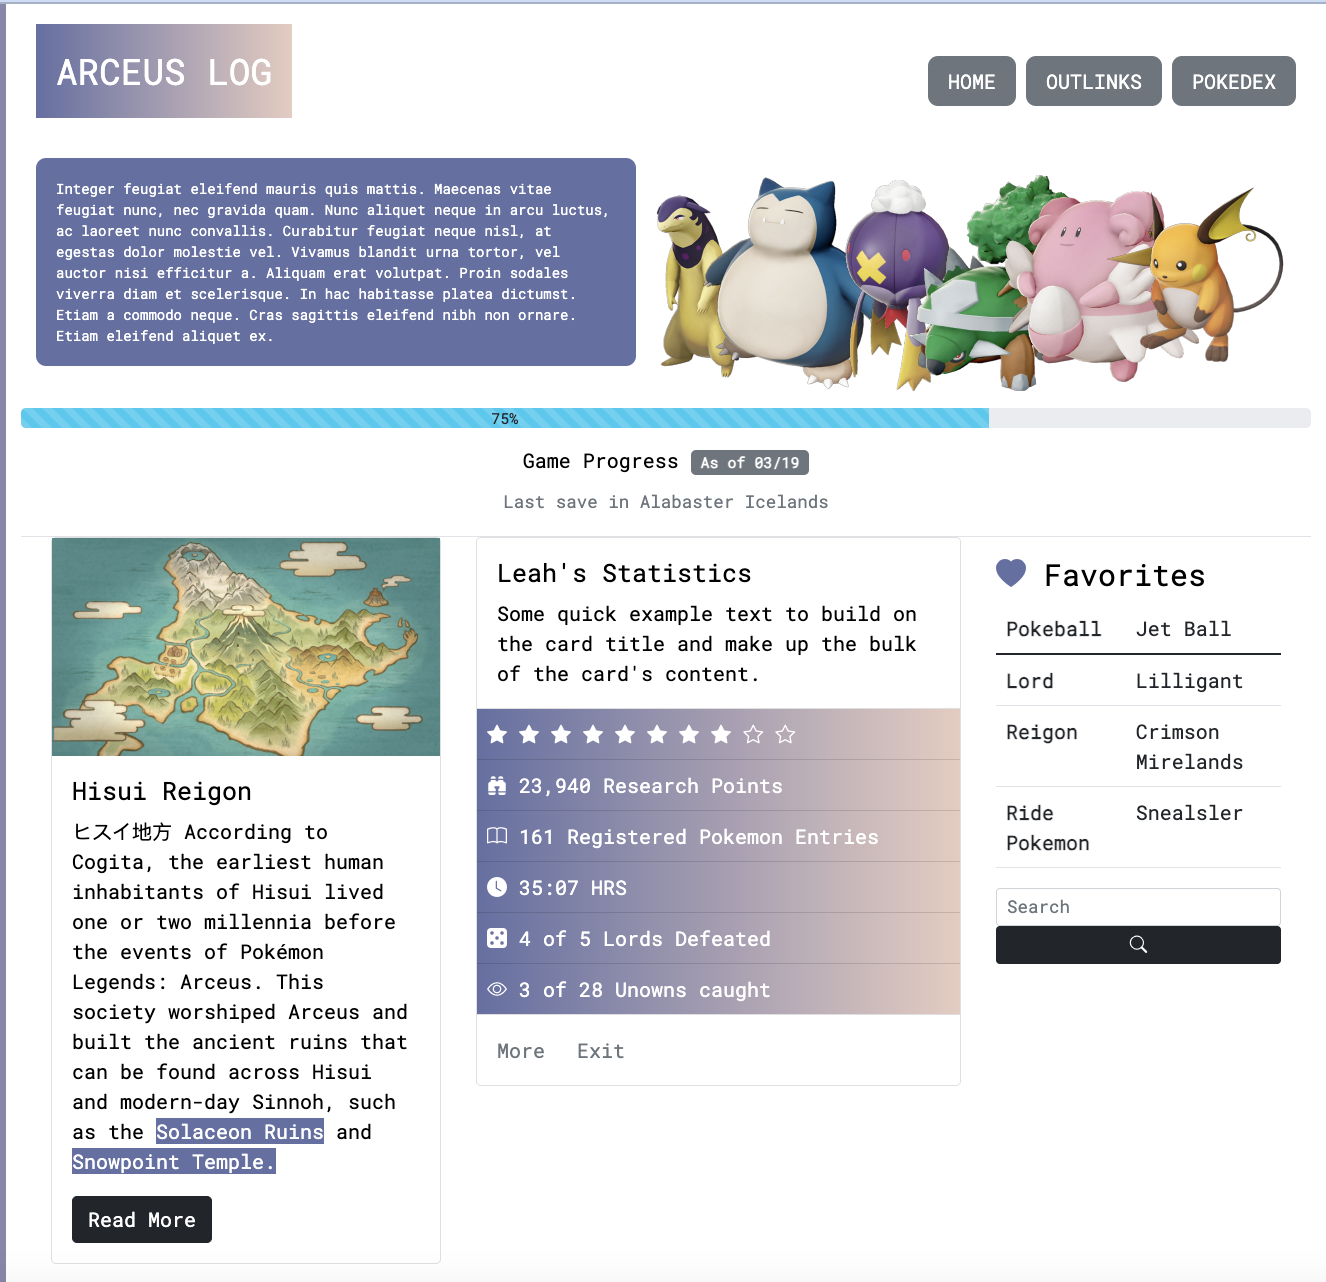 ARCEUS LOG
HOME
OUTLINKS
POKEDEX
Integer feugiat eleifend mauris quis mattis. Maecenas vitae
feugiat nunc, nec gravida quam. Nunc aliquet neque in arcu luctus,
ac laoreet nunc convallis. Curabitur feugiat neque nisl, at
egestas dolor molestie vel. Vivamus blandit urna tortor, vel
auctor nisi efficitur a. Aliquam erat volutpat. Proin sodales
viverra diam et scelerisque. In hac habitasse platea dictumst.
Etiam a commodo neque. Cras sagittis eleifend nibh non ornare.
Etiam eleifend aliquet ex.
75%
Game Progress As of 03/19
Last save in Alabaster Icelands
Hisui Reigon
ヒスイ地方 According to
Cogita, the earliest human
inhabitants of Hisui lived
one or two millennia before
the events of Pokémon
Legends: Arceus. This
society worshiped Arceus and
built the ancient ruins that
can be found across Hisui
and modern-day Sinnoh, such
as the Solaceon Ruins and
Snowpoint Temple.
Read More
Leah's Statistics
Some quick example text to build on
the card title and make up the bulk
of the card's content.
23,940 Research Points
161 Registered Pokemon Entries
35:07 HRS
4 of 5 Lords Defeated
3 of 28 Unowns caught
More Exit
Favorites
Pokeball Jet Ball
Lord Lilligant
Reigon Crimson
Mirelands
Ride Snealsler
Pokemon
Search